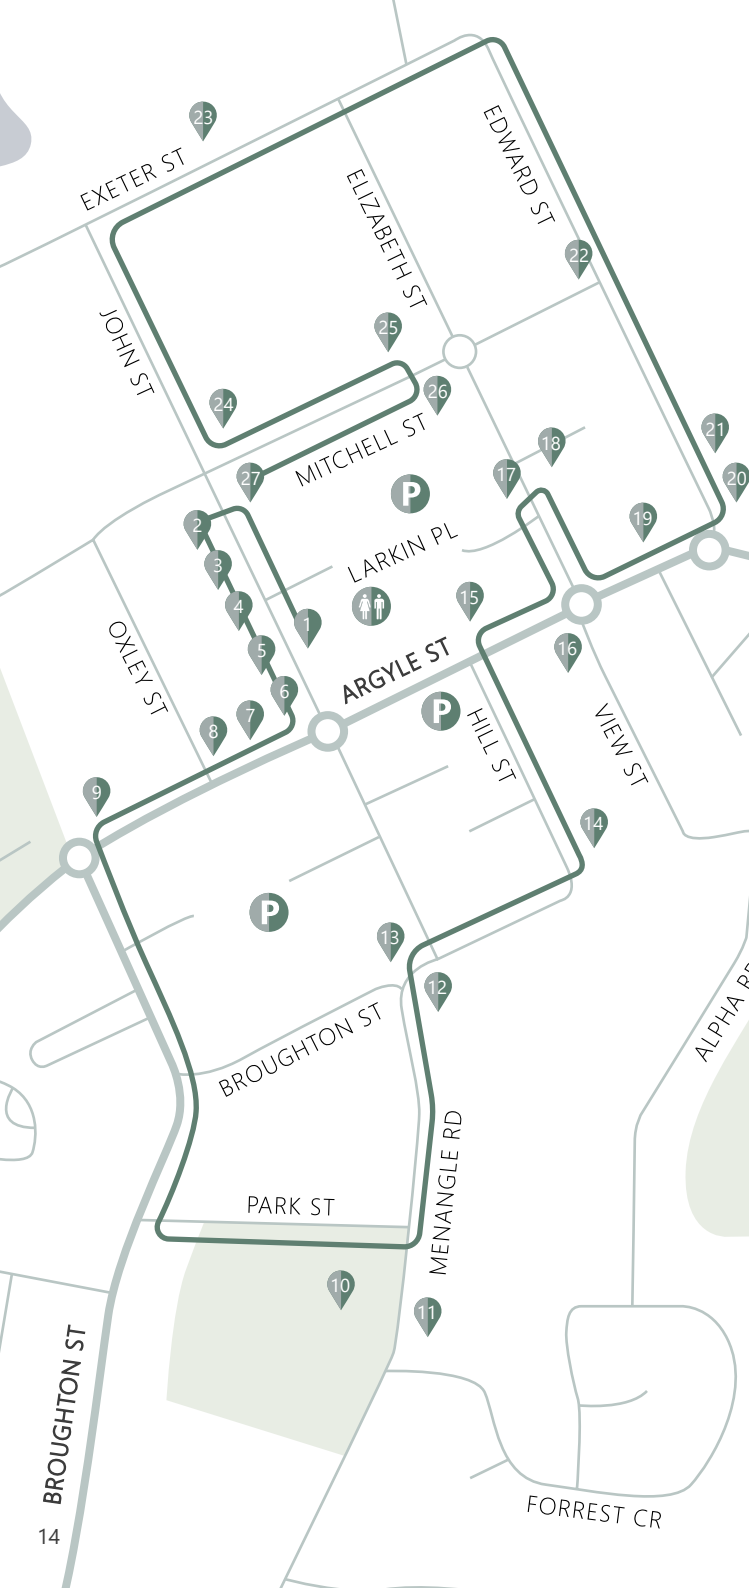 23
EXETER ST
EDWARD ST
ELIZABETH ST
22
JOHN ST
25
24
26
MITCHELL ST
27
21
18
17
20
P
19
2
LARKIN PL
3
4
15
1
OXLEY ST
5
ARGYLE ST
16
6
7
8
P
HILL ST
VIEW ST
9
14
P
13
12
ALPHA
BROUGHTON ST
MENANGLE RD
PARK ST
10
11
BROUGHTON ST
FORREST CR
14